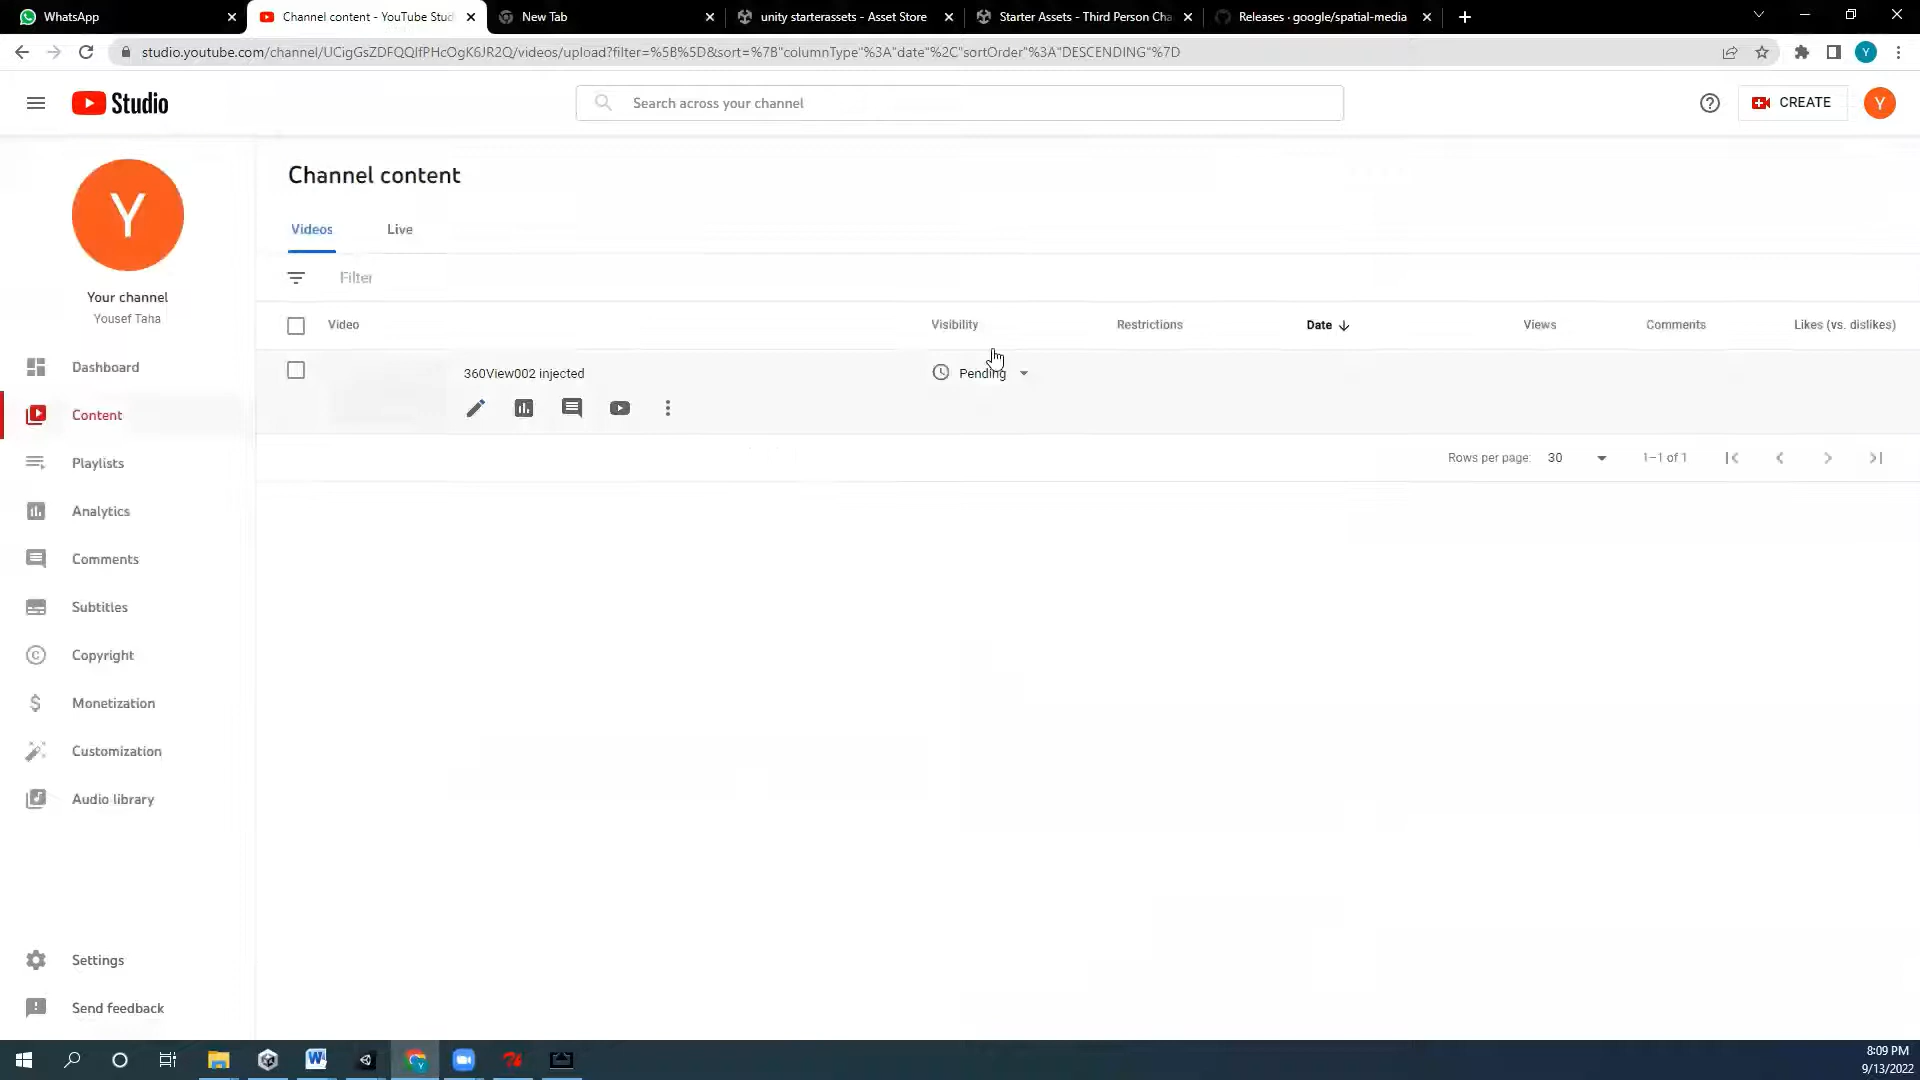 WhatsApp
Channel content - YouTube Stud
New Tab
unity starterassets - Asset Store
Starter Assets - Third Person Cha
Releases · google/spatial-media
studio.youtube.com/channel/UCigGsZDFQQlfPHcOgK6JR2Q/videos/upload?filter=%5B%5D&sort=%7B"columnType"%3A"date"%2C"sortOrder"%3A"DESCENDING"%7D
Y
Studio
Search across your channel
CREATE
Y
Y
Your channel
Yousef Taha
Dashboard
Content
Playlists
Analytics
Comments
Subtitles
Copyright
Monetization
Customization
Audio library
Settings
Send feedback
Channel content
Videos Live
Filter
Video Visibility Restrictions Date Views Comments Likes (vs. dislikes)
360View002 injected Pending
Rows per page: 30 1–1 of 1
8:09 PM
9/13/2022